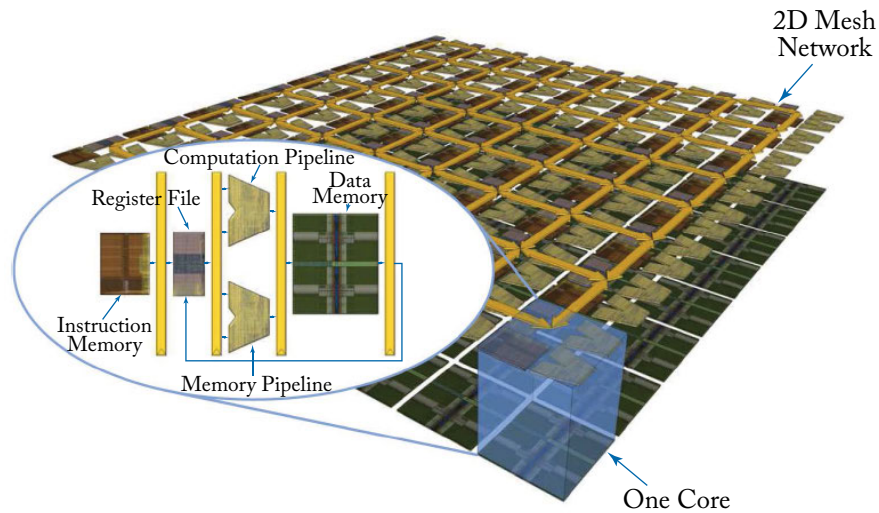 2D Mesh
Network
Computation Pipeline
Data
Memory
Register File
Instruction
Memory
Memory Pipeline
One Core